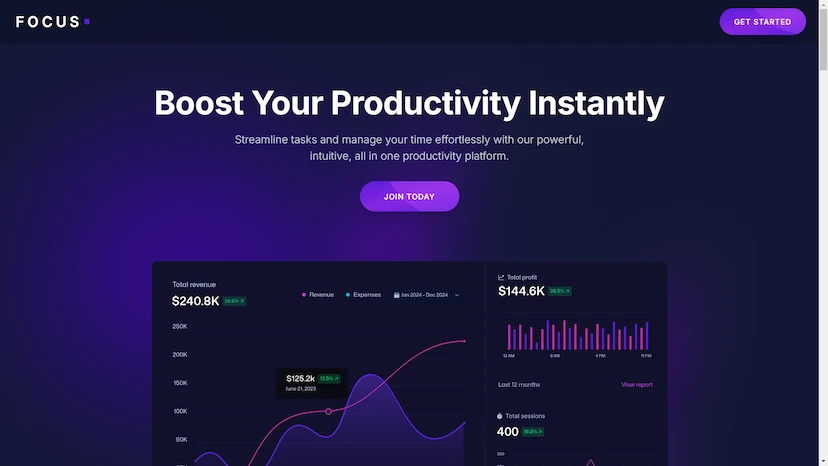 FOCUS
GET STARTED
Boost Your Productivity Instantly
Streamline tasks and manage your time effortlessly with our powerful,
intuitive, all in one productivity platform.
JOIN TODAY
Total revenue
$240.8K 24.6% ↗
Revenue
Expenses
Jan 2024 - Dec 2024
250K
200K
150K
100K
50K
$125.2k 12.5% ↗
June 21, 2023
Total profit
$144.6K 28.5% ↗
12 AM
8 AM
4 PM
11 PM
Last 12 months
View report
Total sessions
400 16.8% ↗
500